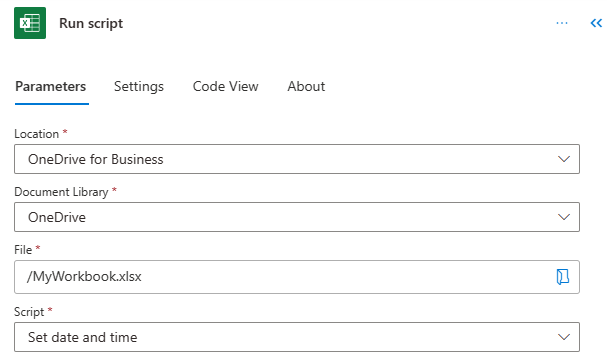 Run script
Parameters Settings Code View About
Location *
OneDrive for Business
Document Library *
OneDrive
File *
/MyWorkbook.xlsx
Script *
Set date and time